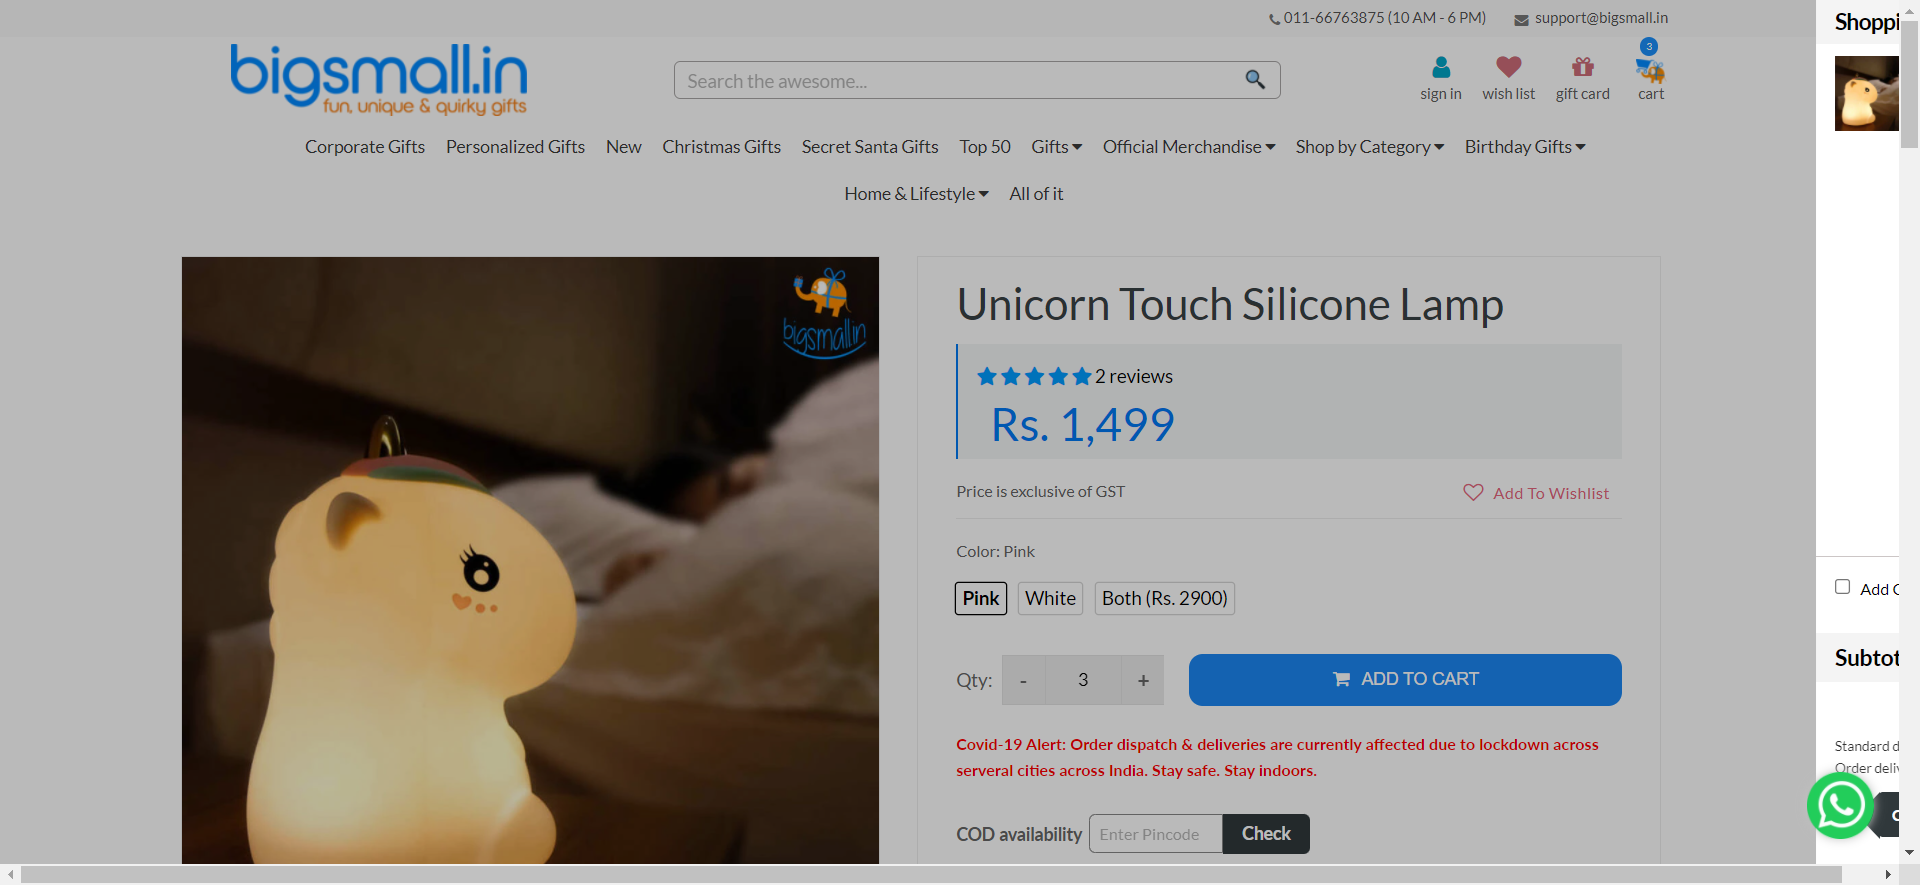 011-66763875 (10 AM - 6 PM) support@bigsmall.in
bigsmall.in
fun, unique & quirky gifts
Search the awesome...
3
sign in wish list gift card cart
Corporate Gifts Personalized Gifts New Christmas Gifts Secret Santa Gifts Top 50 Gifts Official Merchandise Shop by Category Birthday Gifts
Home & Lifestyle All of it
bigsmall.in
Unicorn Touch Silicone Lamp
2 reviews
Rs. 1,499
Price is exclusive of GST
Add To Wishlist
Color: Pink
Pink White Both (Rs. 2900)
Qty: - 3 + ADD TO CART
Covid-19 Alert: Order dispatch & deliveries are currently affected due to lockdown across
serveral cities across India. Stay safe. Stay indoors.
COD availability Enter Pincode Check
Shoppi
Add
Subtot
Standard d
Order deliv